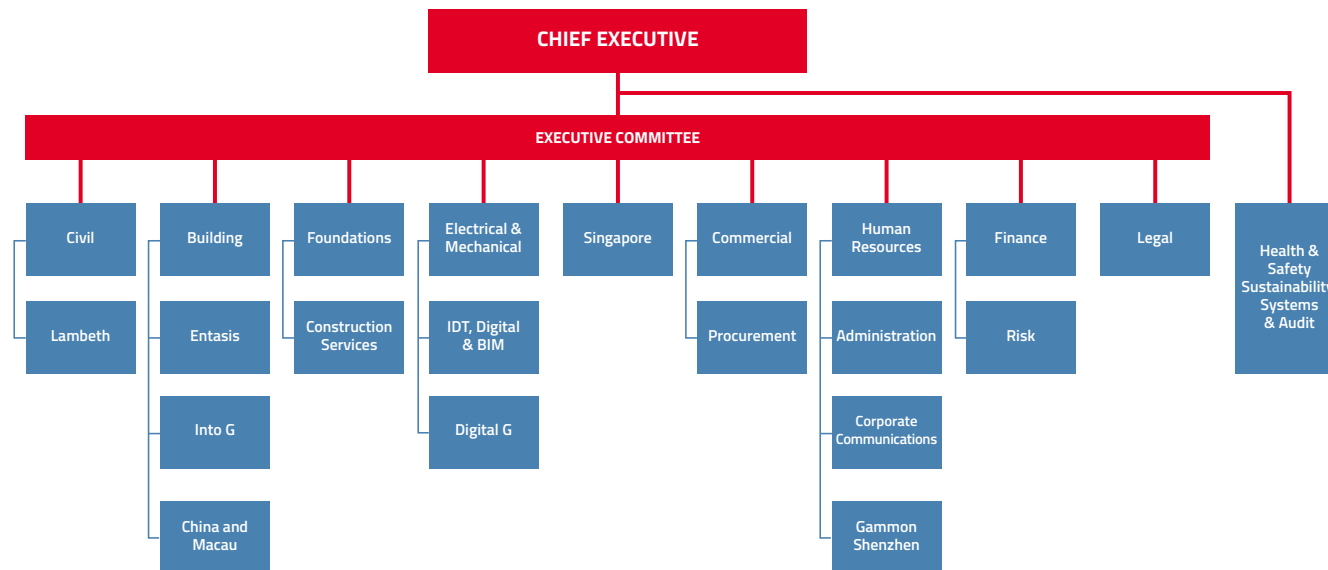 CHIEF EXECUTIVE
EXECUTIVE COMMITTEE
Civil
Building
Foundations
Electrical &
Mechanical
Singapore
Commercial
Human
Resources
Finance
Legal
Health &
Safety
Sustainability
Systems
& Audit
Lambeth
Entasis
Construction
Services
IDT, Digital
& BIM
Procurement
Administration
Risk
Into G
Digital G
Corporate
Communications
China and
Macau
Gammon
Shenzhen